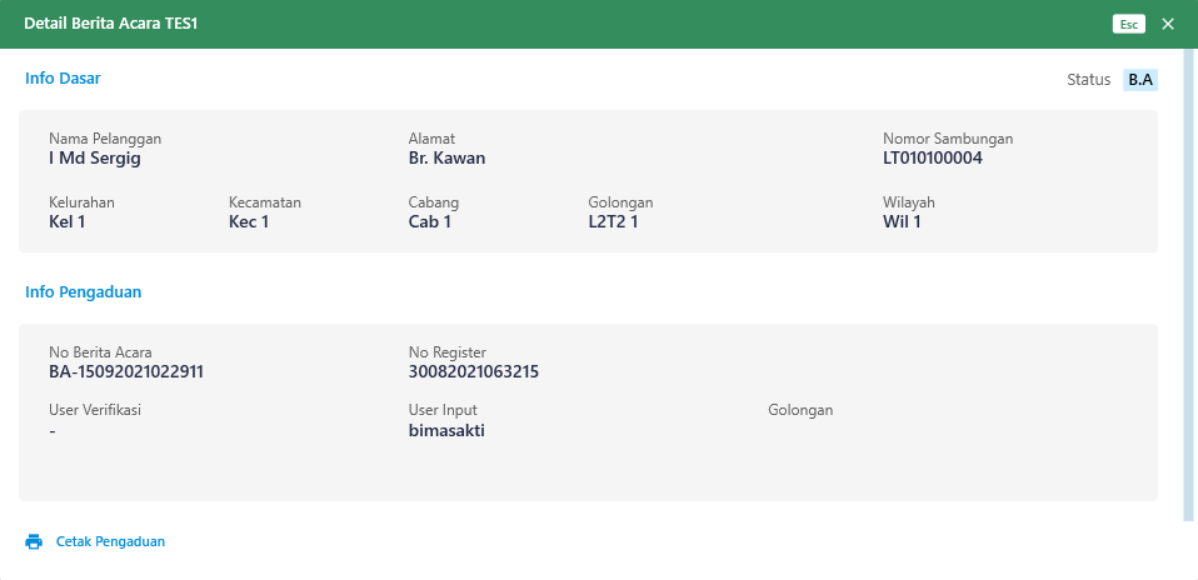 Detail Berita Acara TES1
Esc
Info Dasar
Status B.A
Nama Pelanggan Alamat Nomor Sambungan
I Md Sergig Br. Kawan LT010100004
Kelurahan Kecamatan Cabang Golongan Wilayah
Kel 1 Kec 1 Cab 1 L2T2 1 Wil 1
Info Pengaduan
No Berita Acara No Register
BA-15092021022911 30082021063215
User Verifikasi User Input Golongan
- bimasakti
Cetak Pengaduan